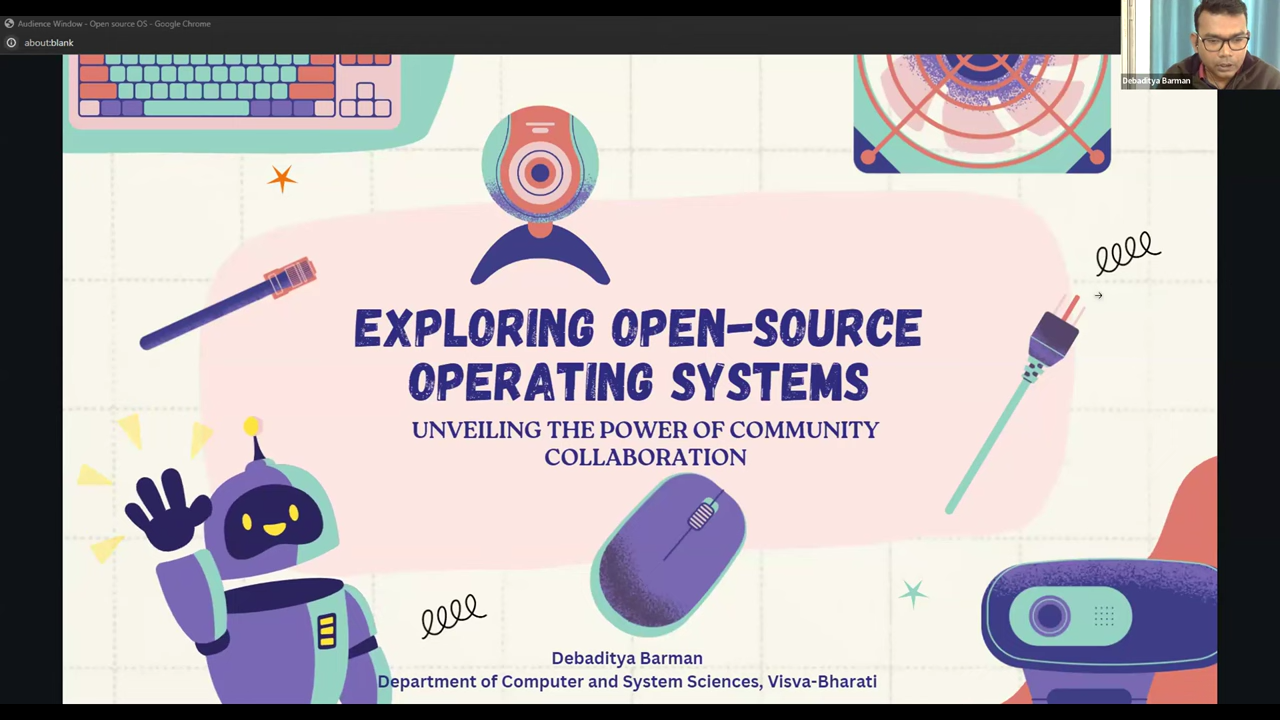 Audience Window - Open source OS - Google Chrome
about:blank
Debaditya Barman
EXPLORING OPEN-SOURCE
OPERATING SYSTEMS
UNVEILING THE POWER OF COMMUNITY
COLLABORATION
Debaditya Barman
Department of Computer and System Sciences, Visva-Bharati